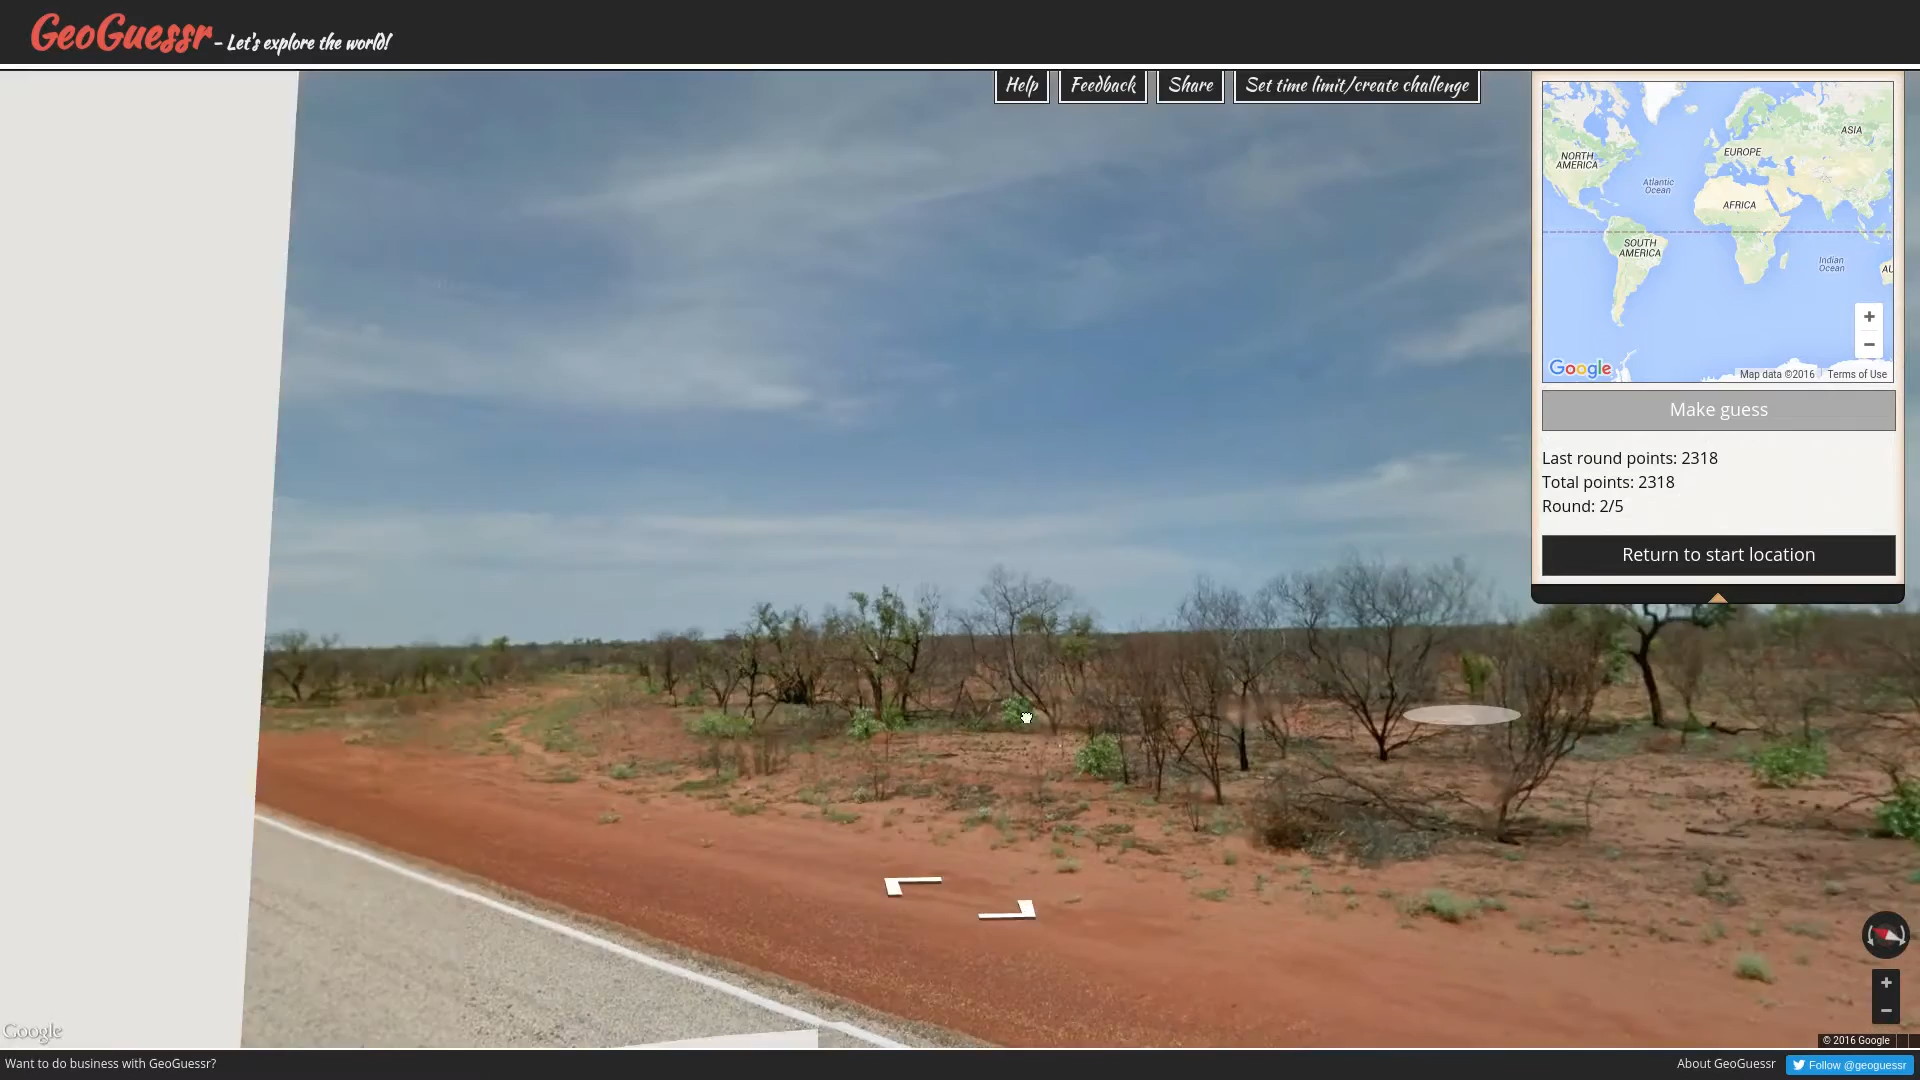 GeoGuessr - Let's explore the world!
Help Feedback Share Set time limit/create challenge
NORTH AMERICA
ASIA
EUROPE
Atlantic Ocean
AFRICA
SOUTH AMERICA
Indian Ocean
AU
+
−
Google
Map data ©2016 Terms of Use
Make guess
Last round points: 2318
Total points: 2318
Round: 2/5
Return to start location
+
−
Google
© 2016 Google
Want to do business with GeoGuessr?
About GeoGuessr
Follow @geoguessr